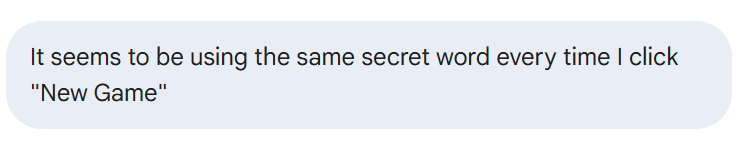 It seems to be using the same secret word every time I click
"New Game"